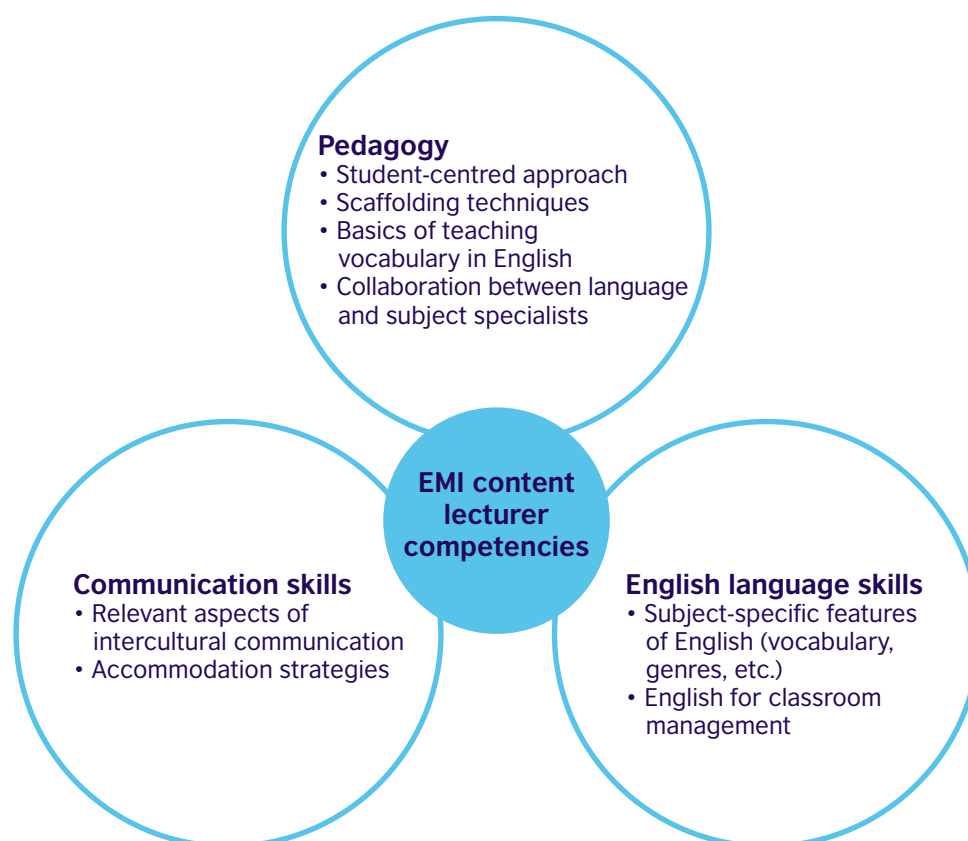 Pedagogy
• Student-centred approach
• Scaffolding techniques
• Basics of teaching
vocabulary in English
• Collaboration between language
and subject specialists
EMI content
lecturer
competencies
Communication skills
• Relevant aspects of
intercultural communication
• Accommodation strategies
English language skills
• Subject-specific features
of English (vocabulary,
genres, etc.)
• English for classroom
management